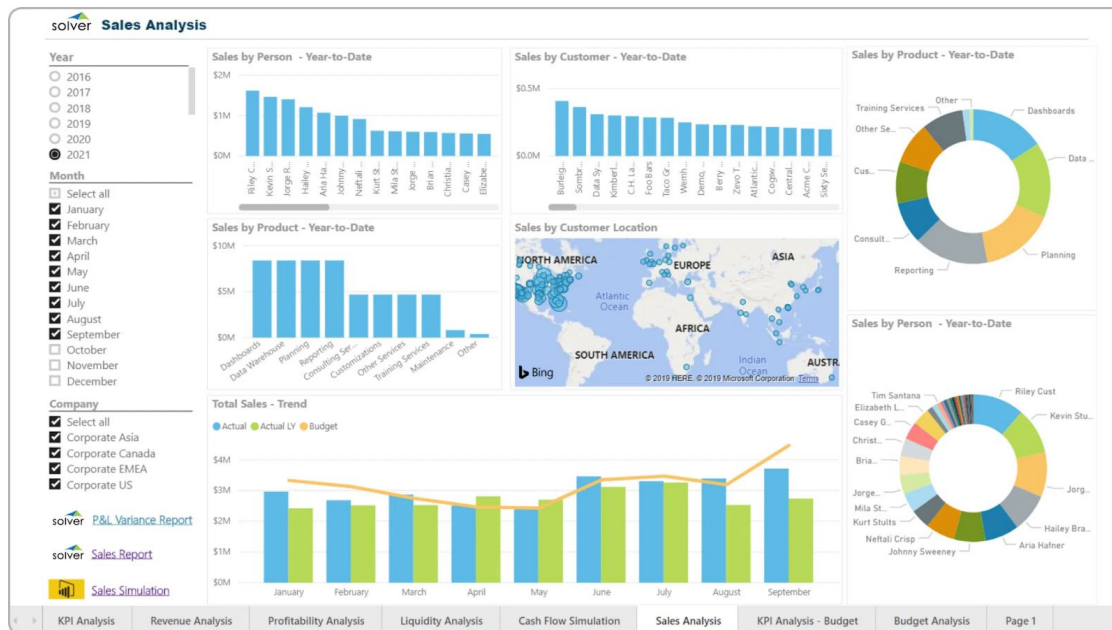 solver Sales Analysis
Year
2016
2017
2018
2019
2020
2021
Month
Select all
January
February
March
April
May
June
July
August
September
October
November
December
Company
Select all
Corporate Asia
Corporate Canada
Corporate EMEA
Corporate US
solver P&L Variance Report
solver Sales Report
Sales Simulation
Sales by Person - Year-to-Date
$2M
$1M
$0M
Riley C...
Kevin S...
Jorge R...
Hailey ...
Aria Ha...
Johnny ...
Neftali ...
Kurt St...
Mila St...
Jorge ...
Brian ...
Christia...
Casey ...
Elizabe...
Sales by Customer - Year-to-Date
$0.5M
$0.0M
Burleig...
Sombr...
Data Sy...
Kimberl...
C.H. La...
Foo Bars
Taco Gr...
Wernh...
Demo, ...
Berry ...
Zevo T...
Atlantic...
Cogsw...
Central...
Acme C...
Sixty Se...
Sales by Product - Year-to-Date
$10M
$5M
$0M
Dashboards
Data Warehouse
Planning
Reporting
Consulting Ser...
Customizations
Other Services
Training Services
Maintenance
Other
Sales by Customer Location
NORTH AMERICA
EUROPE
ASIA
Atlantic
Ocean
AFRICA
SOUTH AMERICA
Indian
Ocean
AUSTR
Bing
© 2019 HERE, © 2019 Microsoft Corporation Terms
Total Sales - Trend
Actual Actual LY Budget
$4M
$3M
$2M
$1M
$0M
January February March April May June July August September
Sales by Product - Year-to-Date
Other
Training Services
Dashboards
Other Se...
Data ...
Cus...
Consult...
Planning
Reporting
Sales by Person - Year-to-Date
Tim Santana
Riley Cust
Elizabeth L...
Kevin Stu...
Casey G...
Christ...
Bria...
Jorg...
Jorge...
Mila St...
Hailey Bra...
Kurt Stults
Neftali Crisp
Aria Hafner
Johnny Sweeney
KPI Analysis Revenue Analysis Profitability Analysis Liquidity Analysis Cash Flow Simulation Sales Analysis KPI Analysis - Budget Budget Analysis Page 1